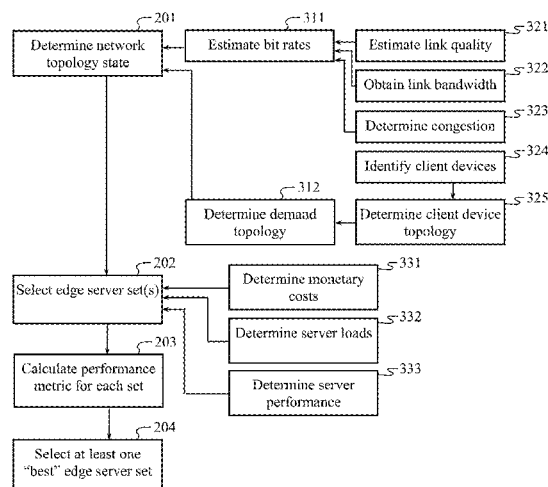 201
Determine network
topology state
311
Estimate bit rates
321
Estimate link quality
322
Obtain link bandwidth
323
Determine congestion
324
Identify client devices
325
Determine client device
topology
312
Determine demand
topology
202
Select edge server set(s)
331
Determine monetary
costs
332
Determine server loads
333
Determine server
performance
203
Calculate performance
metric for each set
204
Select at least one
"best" edge server set